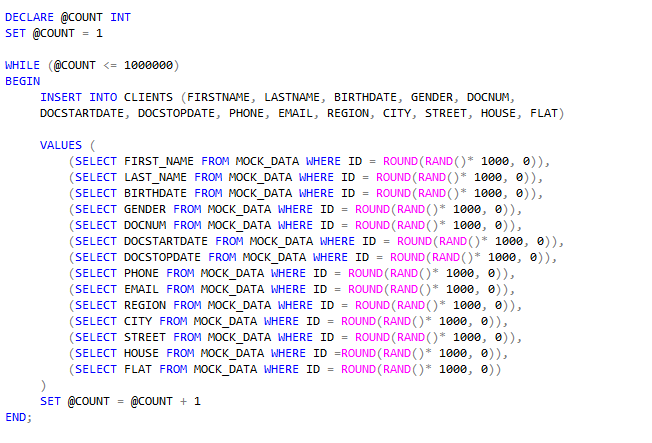 DECLARE @COUNT INT
SET @COUNT = 1
WHILE (@COUNT <= 1000000)
BEGIN
INSERT INTO CLIENTS (FIRSTNAME, LASTNAME, BIRTHDATE, GENDER, DOCNUM,
DOCSTARTDATE, DOCSTOPDATE, PHONE, EMAIL, REGION, CITY, STREET, HOUSE, FLAT)
VALUES (
(SELECT FIRST_NAME FROM MOCK_DATA WHERE ID = ROUND(RAND()* 1000, 0)),
(SELECT LAST_NAME FROM MOCK_DATA WHERE ID = ROUND(RAND()* 1000, 0)),
(SELECT BIRTHDATE FROM MOCK_DATA WHERE ID = ROUND(RAND()* 1000, 0)),
(SELECT GENDER FROM MOCK_DATA WHERE ID = ROUND(RAND()* 1000, 0)),
(SELECT DOCNUM FROM MOCK_DATA WHERE ID = ROUND(RAND()* 1000, 0)),
(SELECT DOCSTARTDATE FROM MOCK_DATA WHERE ID = ROUND(RAND()* 1000, 0)),
(SELECT DOCSTOPDATE FROM MOCK_DATA WHERE ID = ROUND(RAND()* 1000, 0)),
(SELECT PHONE FROM MOCK_DATA WHERE ID = ROUND(RAND()* 1000, 0)),
(SELECT EMAIL FROM MOCK_DATA WHERE ID = ROUND(RAND()* 1000, 0)),
(SELECT REGION FROM MOCK_DATA WHERE ID = ROUND(RAND()* 1000, 0)),
(SELECT CITY FROM MOCK_DATA WHERE ID = ROUND(RAND()* 1000, 0)),
(SELECT STREET FROM MOCK_DATA WHERE ID = ROUND(RAND()* 1000, 0)),
(SELECT HOUSE FROM MOCK_DATA WHERE ID =ROUND(RAND()* 1000, 0)),
(SELECT FLAT FROM MOCK_DATA WHERE ID = ROUND(RAND()* 1000, 0))
)
SET @COUNT = @COUNT + 1
END;